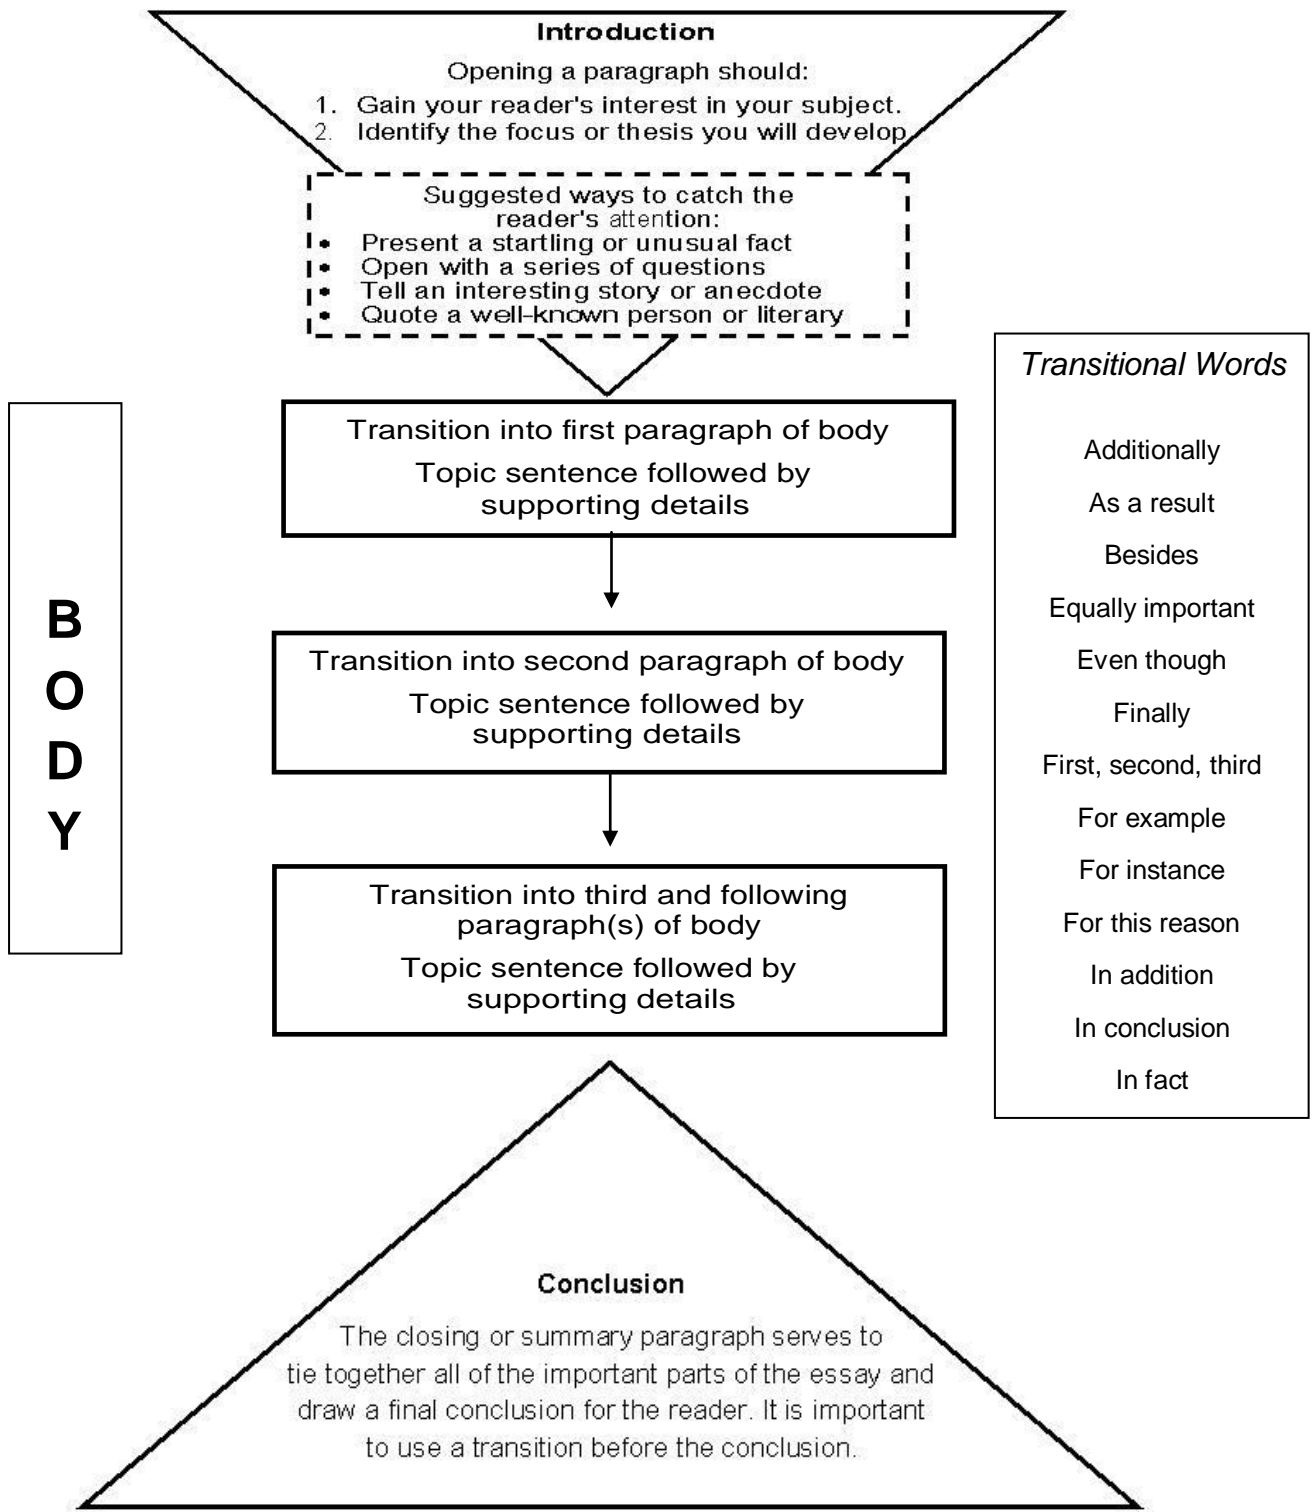 Introduction
Opening a paragraph should:
1. Gain your reader's interest in your subject.
2. Identify the focus or thesis you will develop
Suggested ways to catch the
reader's attention:
• Present a startling or unusual fact
• Open with a series of questions
• Tell an interesting story or anecdote
• Quote a well-known person or literary
B
O
D
Y
Transition into first paragraph of body
Topic sentence followed by
supporting details
Transition into second paragraph of body
Topic sentence followed by
supporting details
Transition into third and following
paragraph(s) of body
Topic sentence followed by
supporting details
Transitional Words
Additionally
As a result
Besides
Equally important
Even though
Finally
First, second, third
For example
For instance
For this reason
In addition
In conclusion
In fact
Conclusion
The closing or summary paragraph serves to
tie together all of the important parts of the essay and
draw a final conclusion for the reader. It is important
to use a transition before the conclusion.